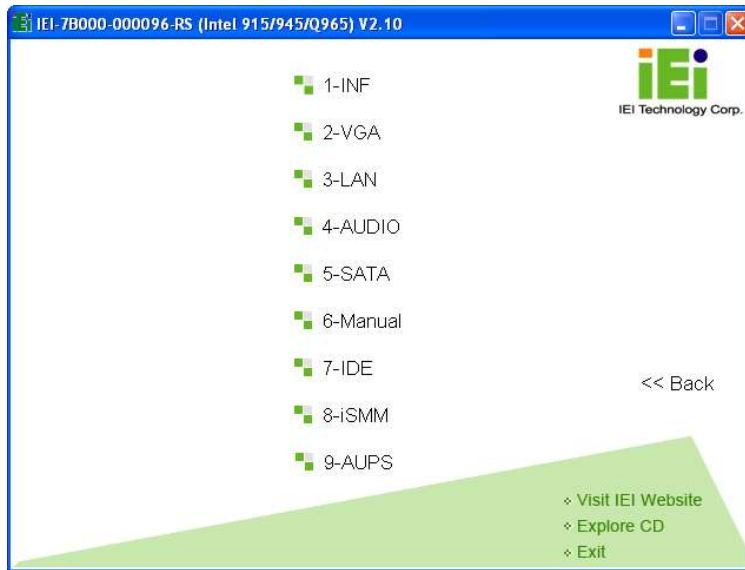 IEI-7B000-000096-RS (Intel 915/945/Q965) V2.10
iEi
IEI Technology Corp.
1-INF
2-VGA
3-LAN
4-AUDIO
5-SATA
6-Manual
7-IDE
8-iSMM
9-AUPS
<< Back
Visit IEI Website
Explore CD
Exit